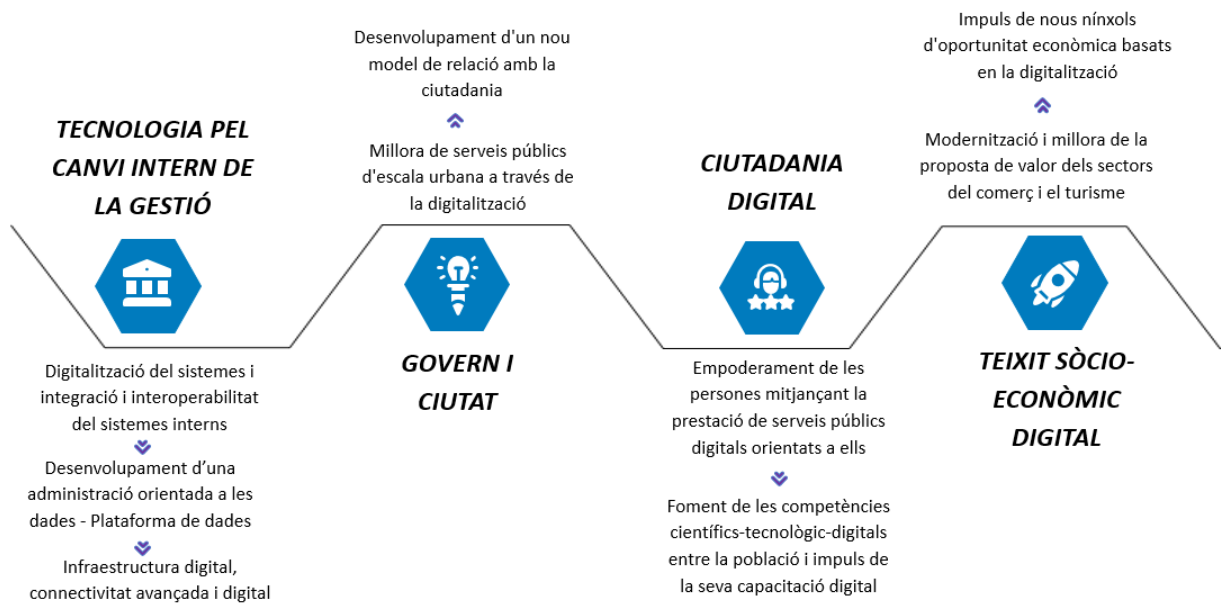 TECNOLOGIA PEL
CANVI INTERN DE
LA GESTIÓ
Digitalització del sistemes i
integració i interoperabilitat
del sistemes interns
Desenvolupament d’una
administració orientada a les
dades - Plataforma de dades
Infraestructura digital,
connectivitat avançada i digital
Desenvolupament d'un nou
model de relació amb la
ciutadania
Millora de serveis públics
d'escala urbana a través de
la digitalització
GOVERN I
CIUTAT
CIUTADANIA
DIGITAL
Empoderament de les
persones mitjançant la
prestació de serveis públics
digitals orientats a ells
Foment de les competències
científics-tecnològic-digitals
entre la població i impuls de
la seva capacitació digital
Impuls de nous nínxols
d'oportunitat econòmica basats
en la digitalització
Modernització i millora de la
proposta de valor dels sectors
del comerç i el turisme
TEIXIT SÒCIO-
ECONÒMIC
DIGITAL